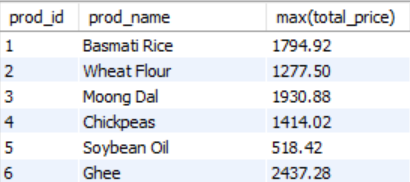 prod_id prod_name max(total_price)
1 Basmati Rice 1794.92
2 Wheat Flour 1277.50
3 Moong Dal 1930.88
4 Chickpeas 1414.02
5 Soybean Oil 518.42
6 Ghee 2437.28